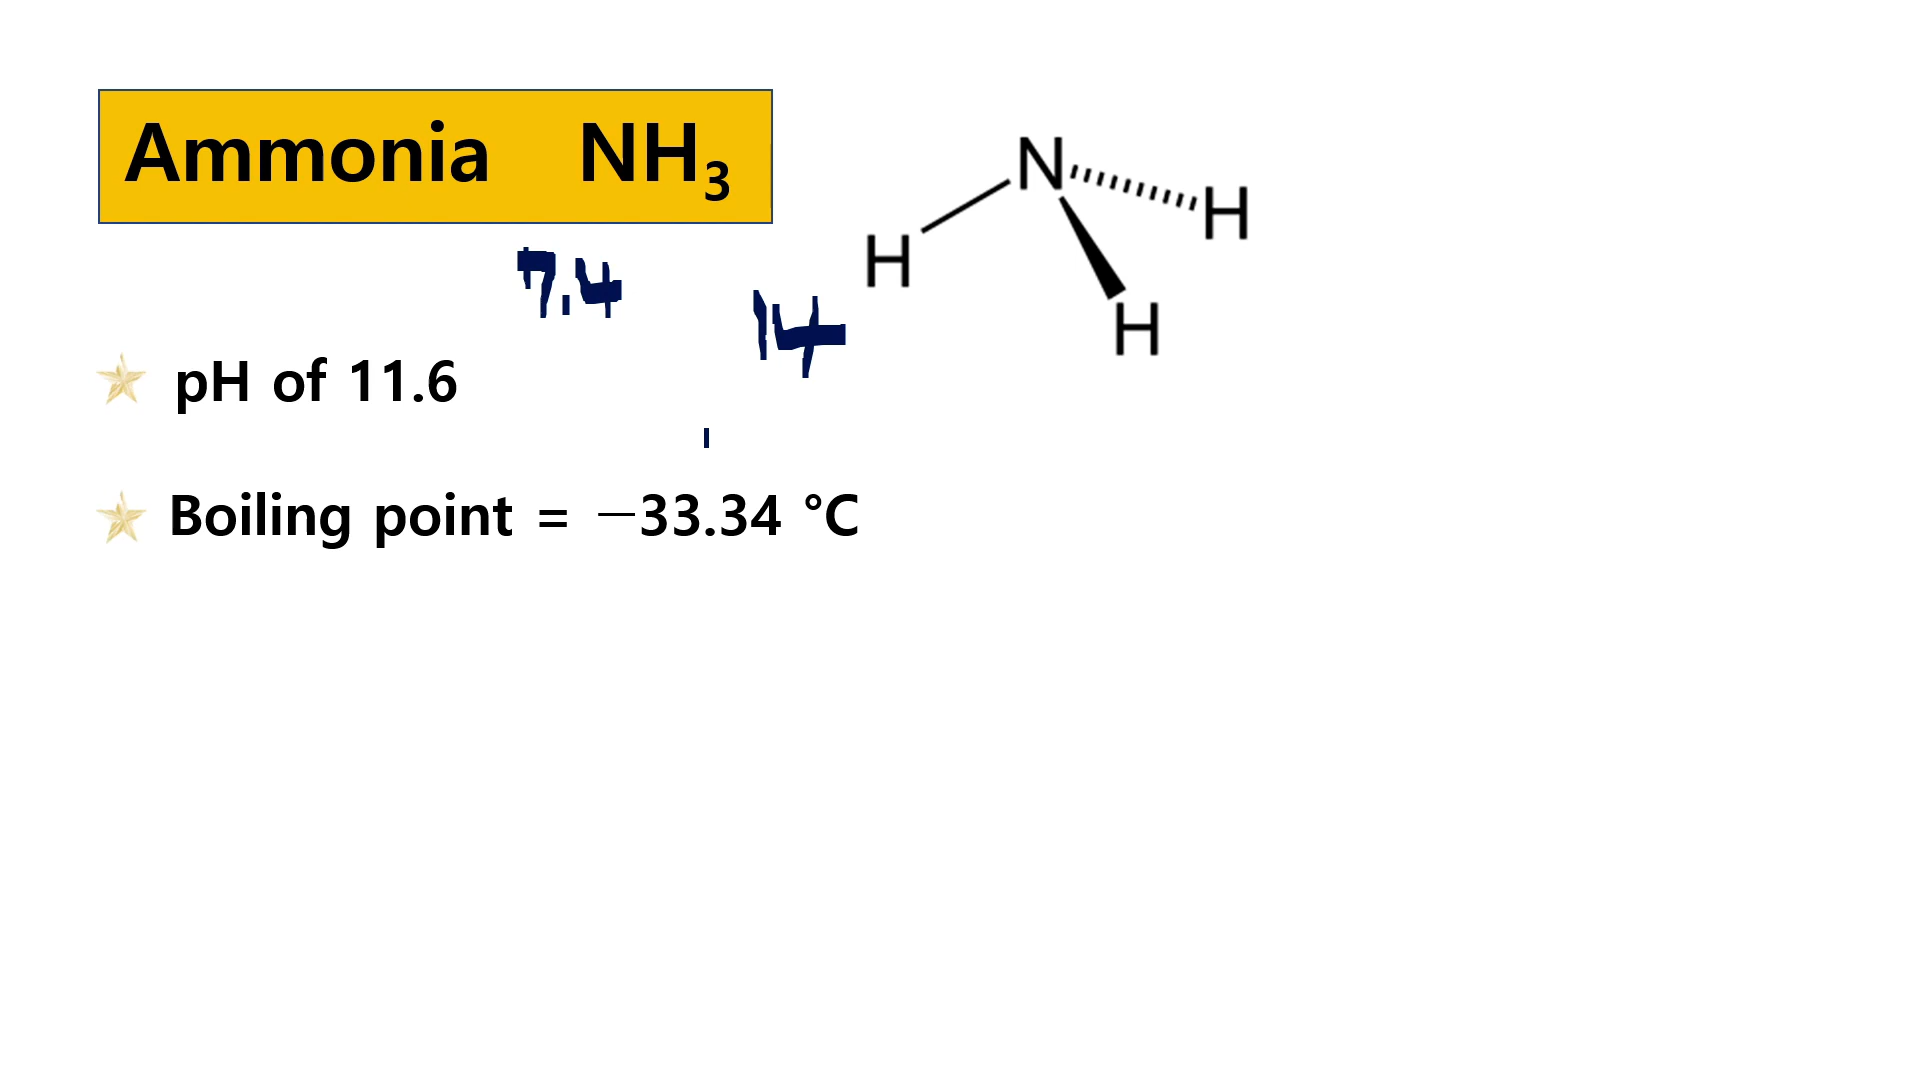 Ammonia NH₃
N
H
H
H
7.4
14
pH of 11.6
Boiling point = −33.34 °C